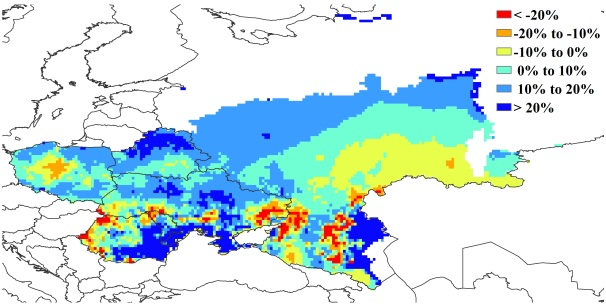 < -20%
-20% to -10%
-10% to 0%
0% to 10%
10% to 20%
> 20%